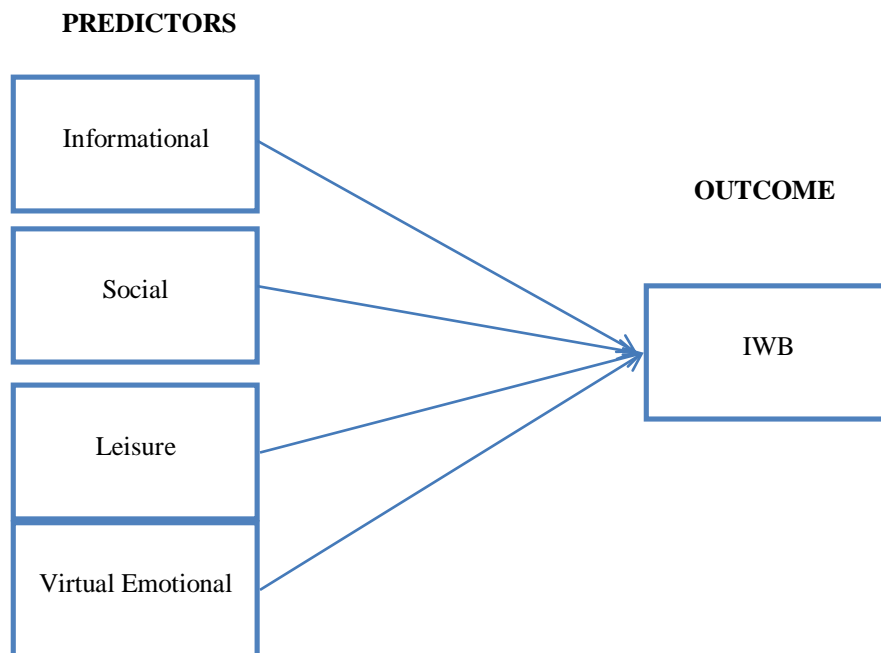 PREDICTORS
Informational
Social
Leisure
Virtual Emotional
OUTCOME
IWB